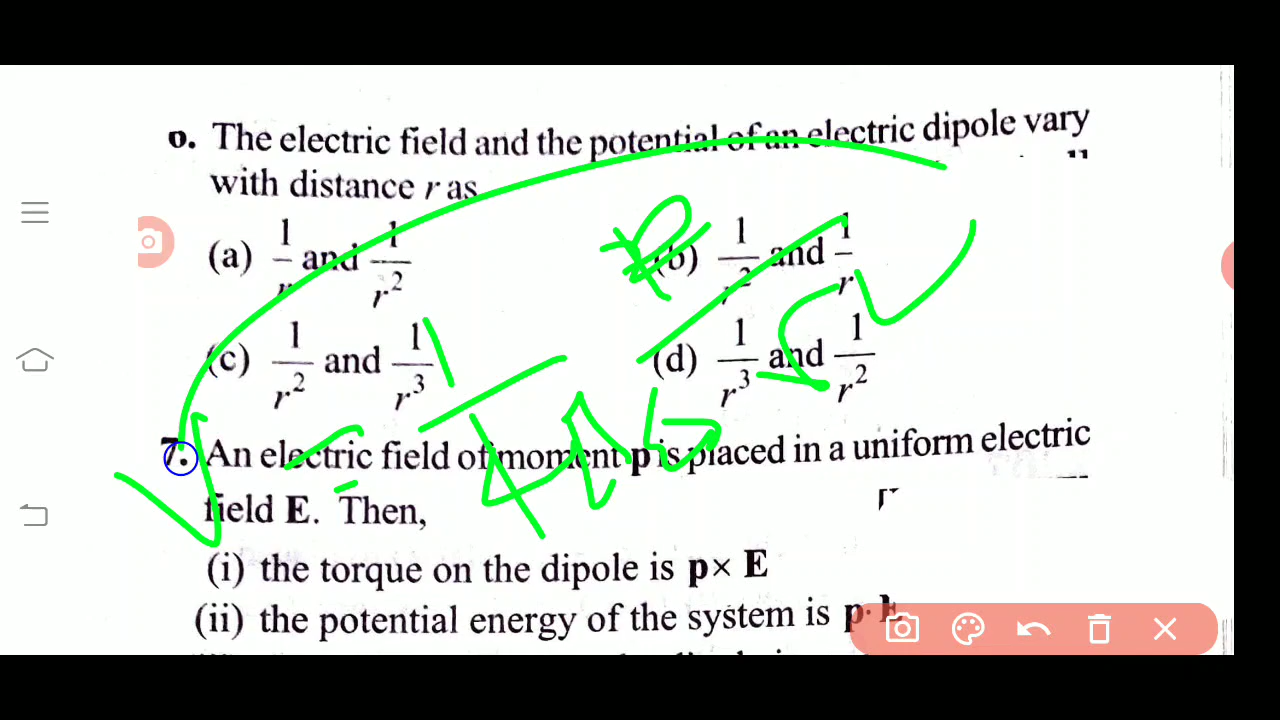 6. The electric field and the potential of an electric dipole vary
with distance r as
(a) 1/r and 1/r² (b) 1/r² and 1/r
(c) 1/r² and 1/r³ (d) 1/r³ and 1/r²
7. An electric field of moment p is placed in a uniform electric
field E. Then,
(i) the torque on the dipole is p× E
(ii) the potential energy of the system is p·E